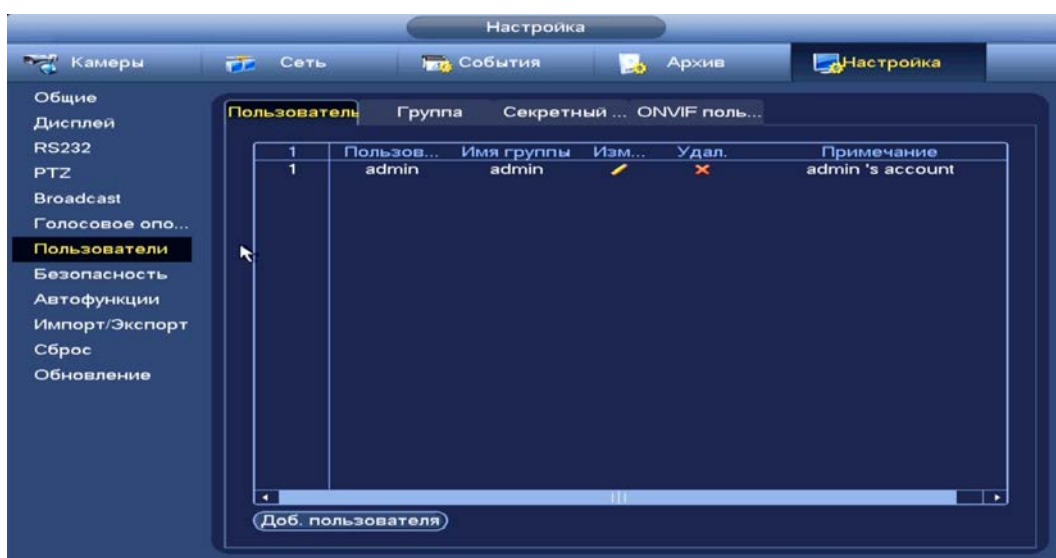 Настройка
Камеры Сеть События Архив Настройка
Общие
Дисплей
RS232
PTZ
Broadcast
Голосовое опо...
Пользователи
Безопасность
Автофункции
Импорт/Экспорт
Сброс
Обновление
Пользователь Группа Секретный ... ONVIF поль...
1 Пользов... Имя группы Изм... Удал. Примечание
1 admin admin admin 's account
Доб. пользователя